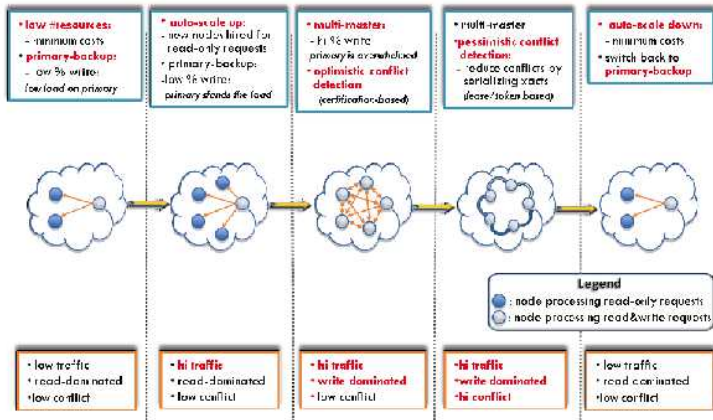 • low #resources:
– minimum costs
• primary-backup:
– low % write:
low load on primary
• auto-scale up:
– new nodes hired for
read-only requests
• primary-backup:
–low % write:
primary stands the load
• multi-master:
– hi % write
primary is overwhelmed
• optimistic conflict
detection
(certification-based)
• multi-master
• pessimistic conflict
detection:
– reduce conflicts by
serializing xacts
(lease/token based)
• auto-scale down:
– minimum costs
• switch back to
primary-backup
Legend
: node processing read-only requests
: node processing read&write requests
• low traffic
• read-dominated
• low conflict
• hi traffic
• read-dominated
• low conflict
• hi traffic
• write dominated
• low conflict
• hi traffic
• write dominated
• hi conflict
• low traffic
• read dominated
• low conflict